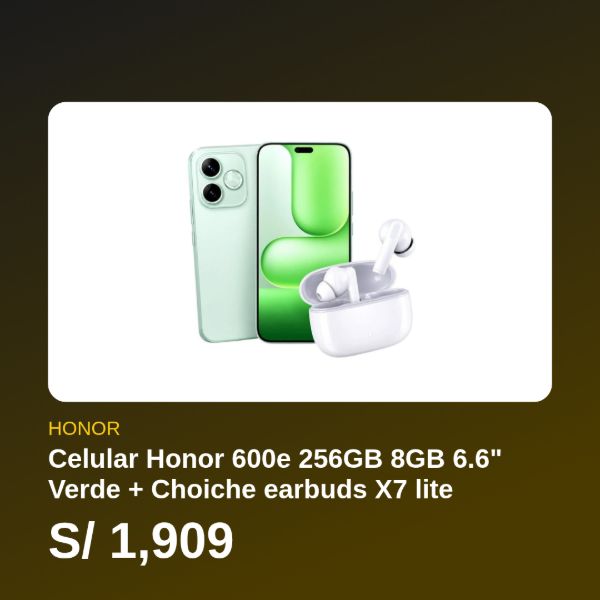 HONOR
Celular Honor 600e 256GB 8GB 6.6"
Verde + Choiche earbuds X7 lite
S/ 1,909